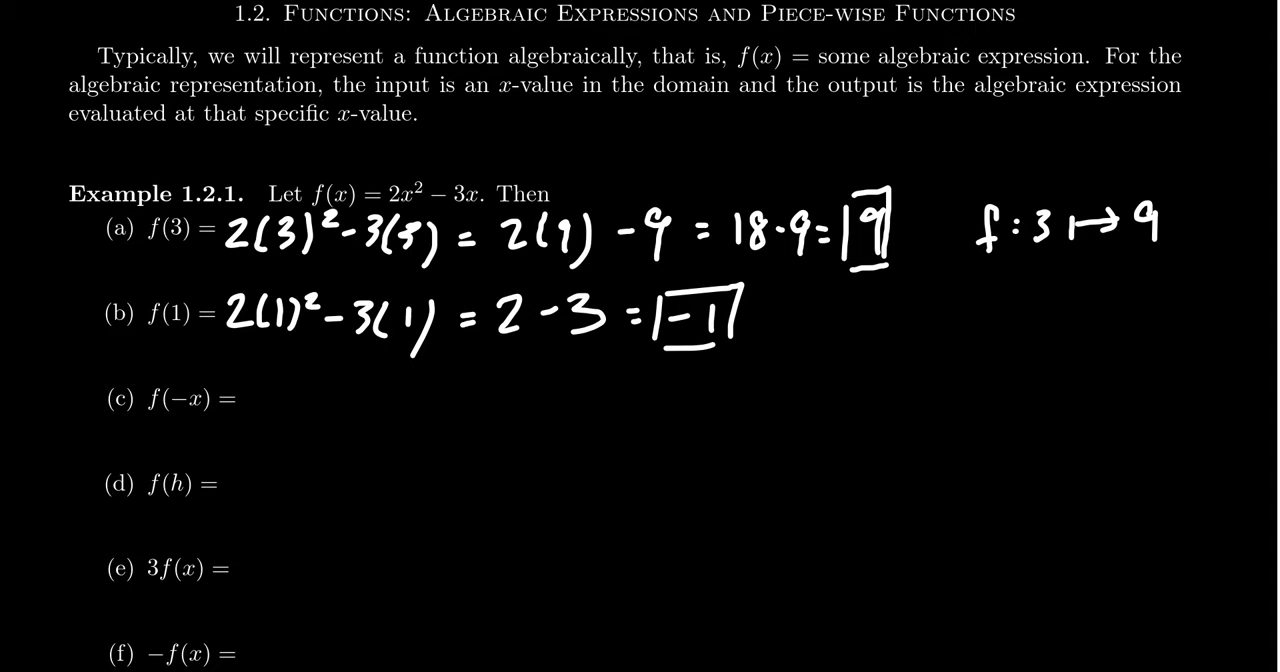 1.2. Functions: Algebraic Expressions and Piece-wise Functions
Typically, we will represent a function algebraically, that is, f(x) = some algebraic expression. For the
algebraic representation, the input is an x-value in the domain and the output is the algebraic expression
evaluated at that specific x-value.
Example 1.2.1. Let f(x) = 2x² − 3x. Then
(a) f(3) = 2(3)² - 3(3) = 2(9) - 9 = 18 - 9 = 9 f : 3 ↦ 9
(b) f(1) = 2(1)² - 3(1) = 2 - 3 = -1
(c) f(−x) =
(d) f(h) =
(e) 3f(x) =
(f) −f(x) =